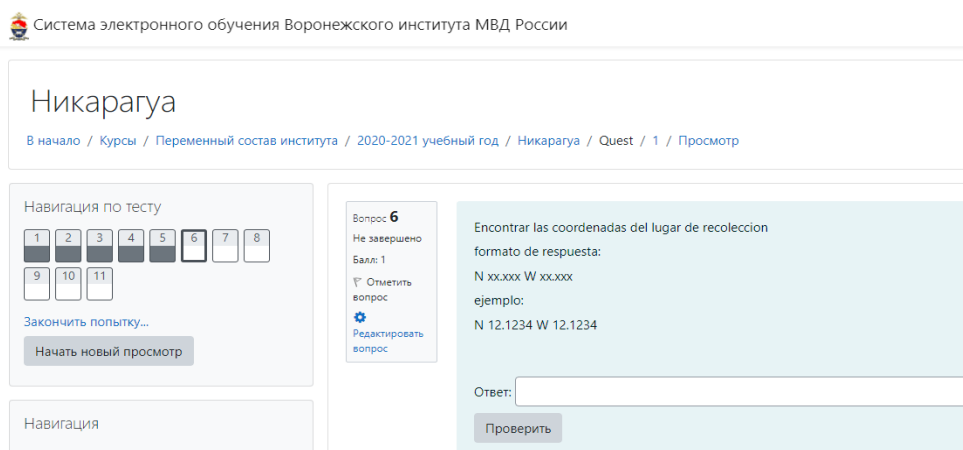 Система электронного обучения Воронежского института МВД России
Никарагуа
В начало / Курсы / Переменный состав института / 2020-2021 учебный год / Никарагуа / Quest / 1 / Просмотр
Навигация по тесту
1 2 3 4 5 6 7 8
9 10 11
Закончить попытку...
Начать новый просмотр
Навигация
Вопрос 6
Не завершено
Балл: 1
Отметить
вопрос
Редактировать
вопрос
Encontrar las coordenadas del lugar de recoleccion
formato de respuesta:
N xx.xxx W xx.xxx
ejemplo:
N 12.1234 W 12.1234
Ответ:
Проверить